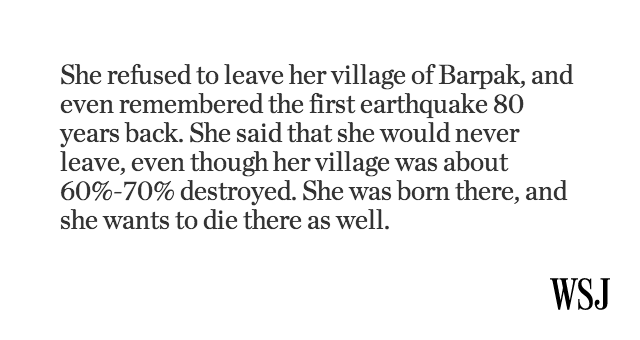 She refused to leave her village of Barpak, and
even remembered the first earthquake 80
years back. She said that she would never
leave, even though her village was about
60%-70% destroyed. She was born there, and
she wants to die there as well.
WSJ